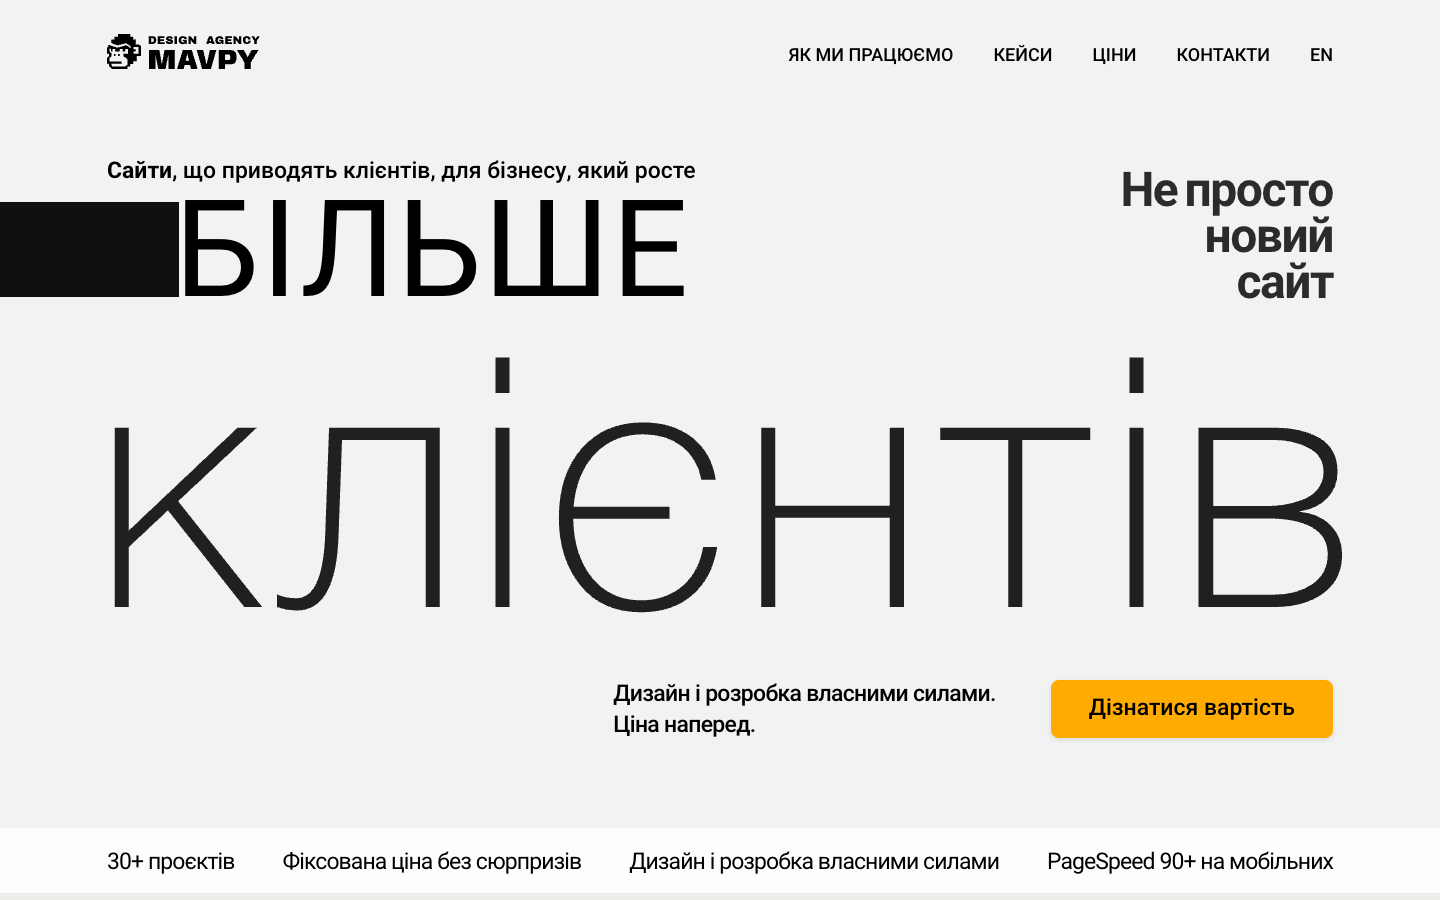 DESIGN AGENCY
MAVPY
ЯК МИ ПРАЦЮЄМО
КЕЙСИ
ЦІНИ
КОНТАКТИ
EN
Сайти, що приводять клієнтів, для бізнесу, який росте
БІЛЬШЕ
Не просто
новий
сайт
клієнтів
Дизайн і розробка власними силами.
Ціна наперед.
Дізнатися вартість
30+ проєктів
Фіксована ціна без сюрпризів
Дизайн і розробка власними силами
PageSpeed 90+ на мобільних